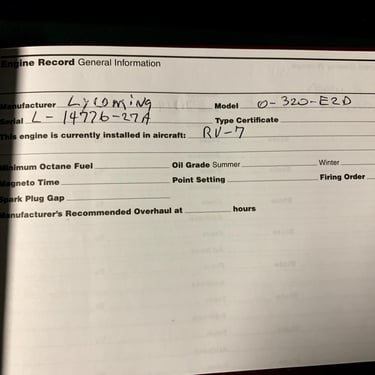 Engine Record General Information
Manufacturer Lycoming Model O-320-E2D
Serial L-14776-27A Type Certificate
This engine is currently installed in aircraft: RV-7
Minimum Octane Fuel Oil Grade Summer Winter
Magneto Time Point Setting Firing Order
Spark Plug Gap
Manufacturer's Recommended Overhaul at hours